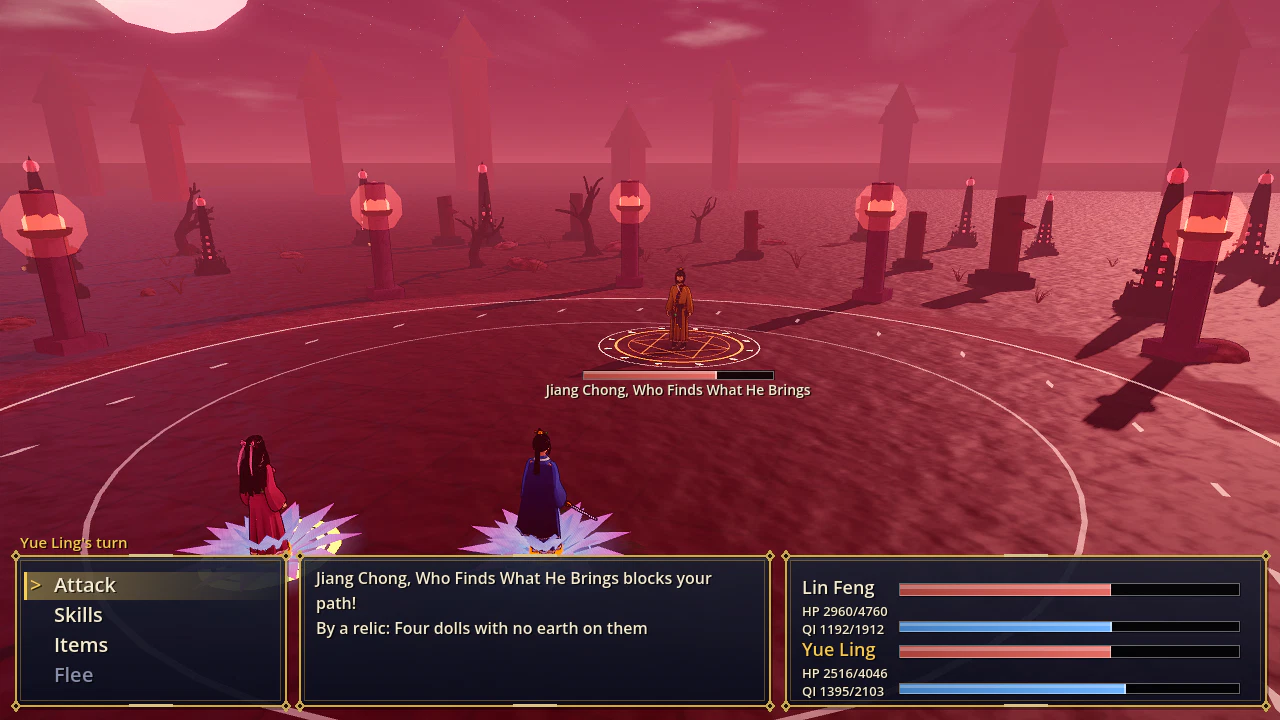 Jiang Chong, Who Finds What He Brings
Yue Ling's turn
> Attack
Skills
Items
Flee
Jiang Chong, Who Finds What He Brings blocks your
path!
By a relic: Four dolls with no earth on them
Lin Feng
HP 2960/4760
QI 1192/1912
Yue Ling
HP 2516/4046
QI 1395/2103